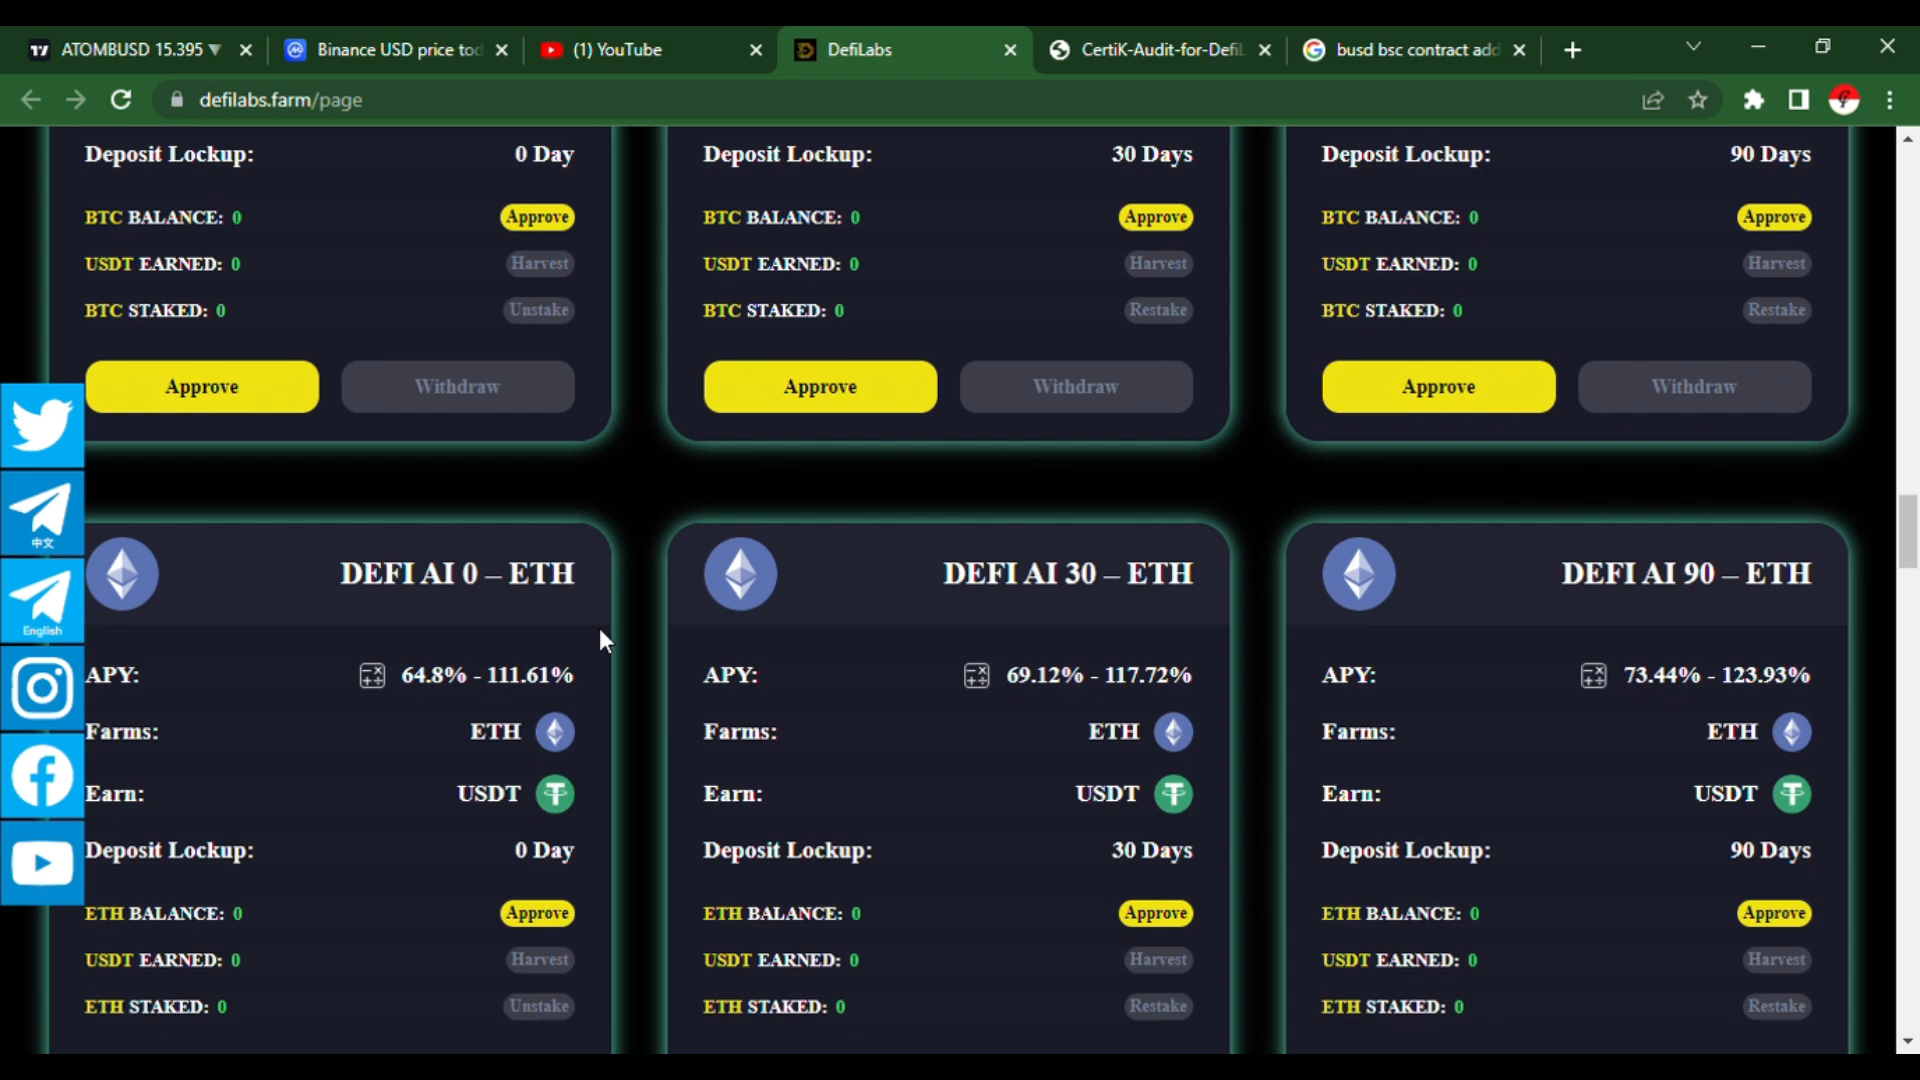 ATOMBUSD 15.395 ▼
Binance USD price tod
(1) YouTube
DefiLabs
CertiK-Audit-for-DefiL
busd bsc contract add
defilabs.farm/page
Deposit Lockup: 0 Day
BTC BALANCE: 0 Approve
USDT EARNED: 0 Harvest
BTC STAKED: 0 Unstake
Approve Withdraw
Deposit Lockup: 30 Days
BTC BALANCE: 0 Approve
USDT EARNED: 0 Harvest
BTC STAKED: 0 Restake
Approve Withdraw
Deposit Lockup: 90 Days
BTC BALANCE: 0 Approve
USDT EARNED: 0 Harvest
BTC STAKED: 0 Restake
Approve Withdraw
中文
English
DEFI AI 0 – ETH
APY: 64.8% - 111.61%
Farms: ETH
Earn: USDT
Deposit Lockup: 0 Day
ETH BALANCE: 0 Approve
USDT EARNED: 0 Harvest
ETH STAKED: 0 Unstake
DEFI AI 30 – ETH
APY: 69.12% - 117.72%
Farms: ETH
Earn: USDT
Deposit Lockup: 30 Days
ETH BALANCE: 0 Approve
USDT EARNED: 0 Harvest
ETH STAKED: 0 Restake
DEFI AI 90 – ETH
APY: 73.44% - 123.93%
Farms: ETH
Earn: USDT
Deposit Lockup: 90 Days
ETH BALANCE: 0 Approve
USDT EARNED: 0 Harvest
ETH STAKED: 0 Restake